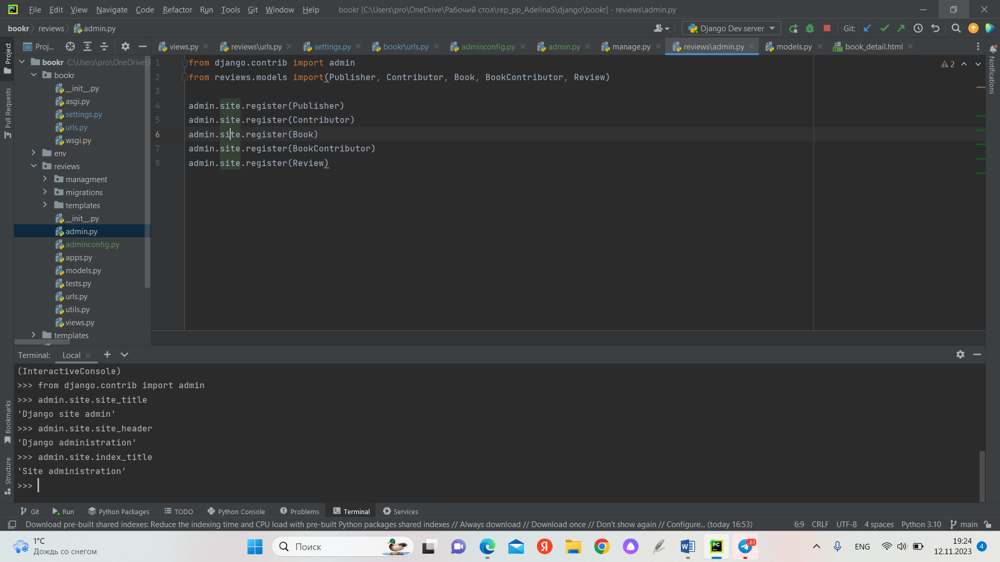 File Edit View Navigate Code Refactor Run Tools Git Window Help bookr [C:\Users\pro\OneDrive\Рабочий стол\rep_pp_AdelinaS\django\bookr] - reviews\admin.py
bookr reviews admin.py Django Dev server Git:
Project
Pull Requests
Bookmarks
Structure
Notifications
Proj...
views.py reviews\urls.py settings.py bookr\urls.py adminconfig.py admin.py manage.py reviews\admin.py models.py book_detail.html
bookr C:\Users\pro\OneDrive\
bookr
__init__.py
asgi.py
settings.py
urls.py
wsgi.py
env
reviews
managment
migrations
templates
__init__.py
admin.py
adminconfig.py
apps.py
models.py
tests.py
urls.py
utils.py
views.py
templates
2
1 from django.contrib import admin
2 from reviews.models import(Publisher, Contributor, Book, BookContributor, Review)
3
4 admin.site.register(Publisher)
5 admin.site.register(Contributor)
6 admin.site.register(Book)
7 admin.site.register(BookContributor)
8 admin.site.register(Review)
Terminal: Local
(InteractiveConsole)
>>> from django.contrib import admin
>>> admin.site.site_title
'Django site admin'
>>> admin.site.site_header
'Django administration'
>>> admin.site.index_title
'Site administration'
>>>
Git Run Python Packages TODO Python Console Problems Terminal Services
Download pre-built shared indexes: Reduce the indexing time and CPU load with pre-built Python packages shared indexes // Always download // Download once // Don't show again // Configure... (today 16:53) 6:9 CRLF UTF-8 4 spaces Python 3.10 main
1°C
Дождь со снегом
Поиск
PC
61
ENG
19:24
12.11.2023
4